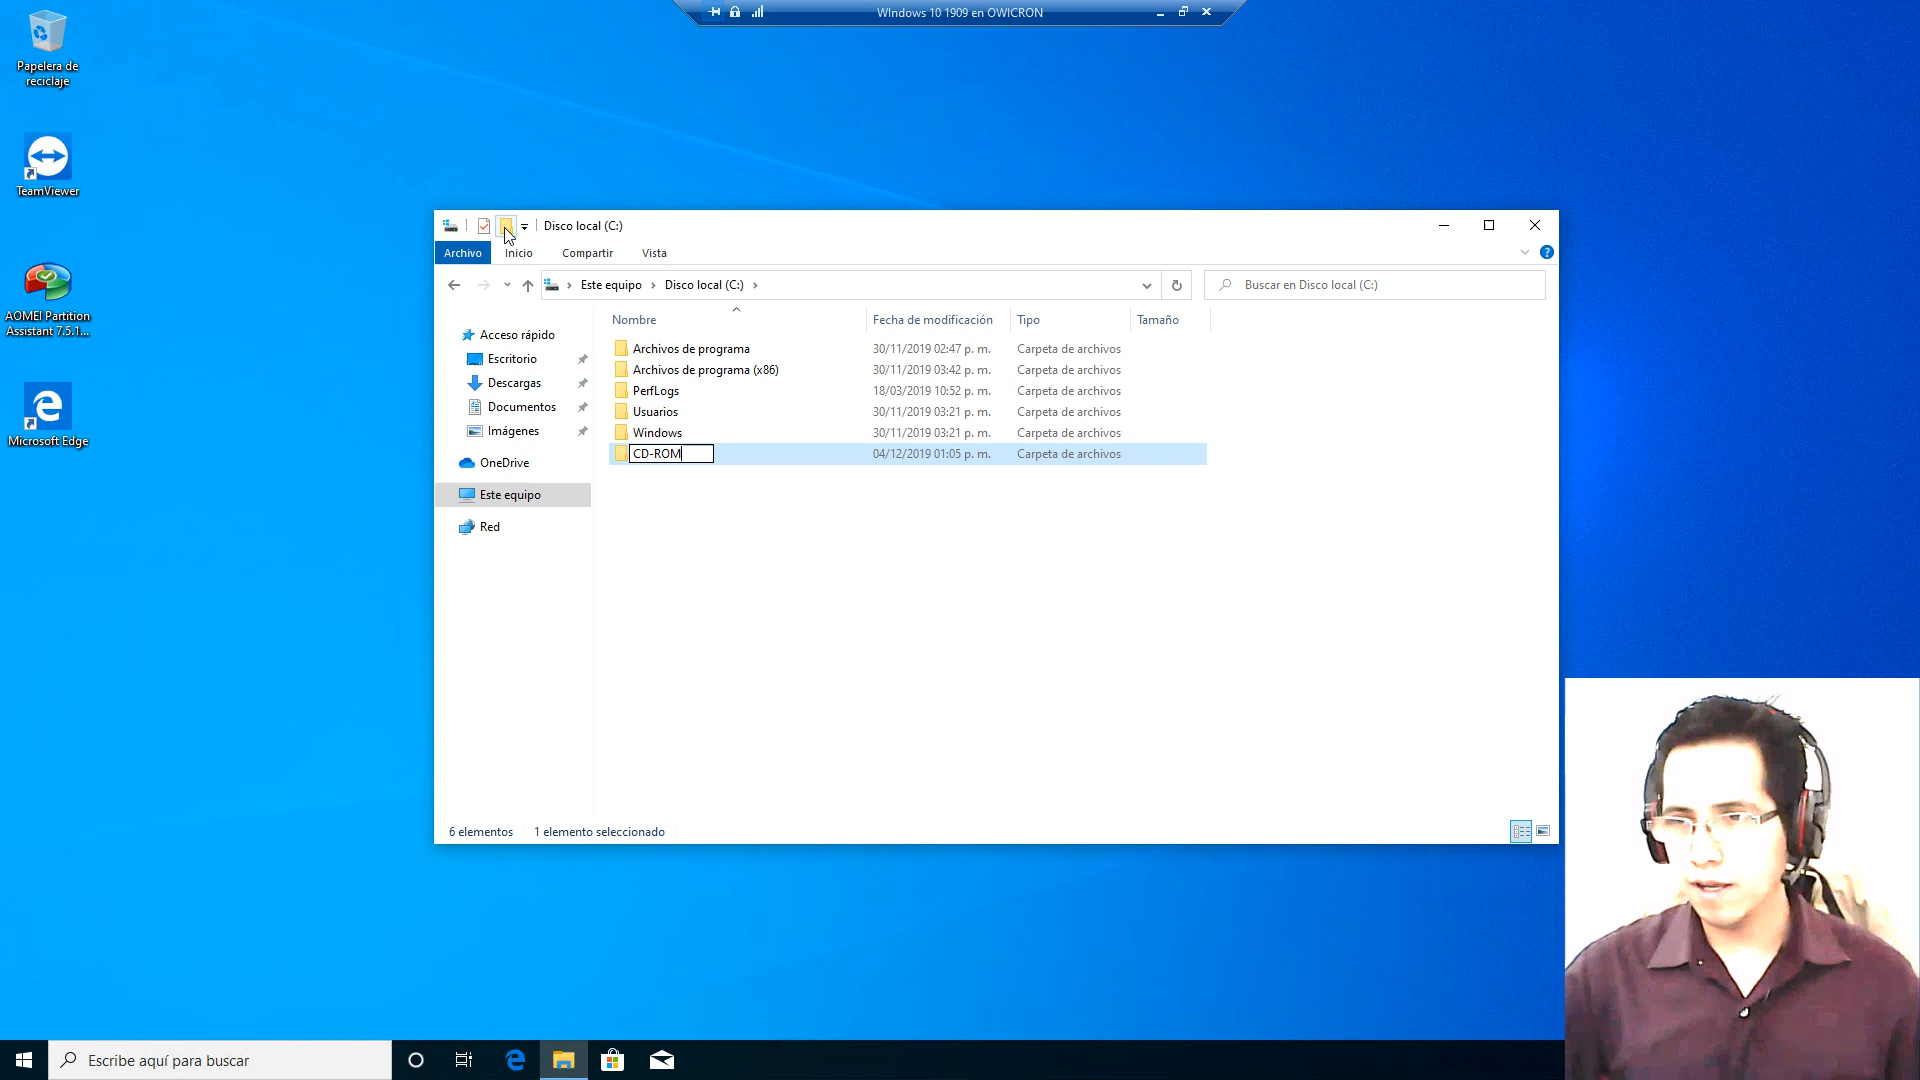 WIndows 10 1909 en OWICRON
Papelera de
reciclaje
TeamViewer
AOMEI Partition
Assistant 7.5.1...
Microsoft Edge
Disco local (C:)
Archivo
Inicio
Compartir
Vista
Este equipo
Disco local (C:)
Buscar en Disco local (C:)
Nombre
Fecha de modificación
Tipo
Tamaño
Acceso rápido
Escritorio
Descargas
Documentos
Imágenes
OneDrive
Este equipo
Red
Archivos de programa 30/11/2019 02:47 p. m. Carpeta de archivos
Archivos de programa (x86) 30/11/2019 03:42 p. m. Carpeta de archivos
PerfLogs 18/03/2019 10:52 p. m. Carpeta de archivos
Usuarios 30/11/2019 03:21 p. m. Carpeta de archivos
Windows 30/11/2019 03:21 p. m. Carpeta de archivos
CD-ROM 04/12/2019 01:05 p. m. Carpeta de archivos
6 elementos
1 elemento seleccionado
Escribe aquí para buscar